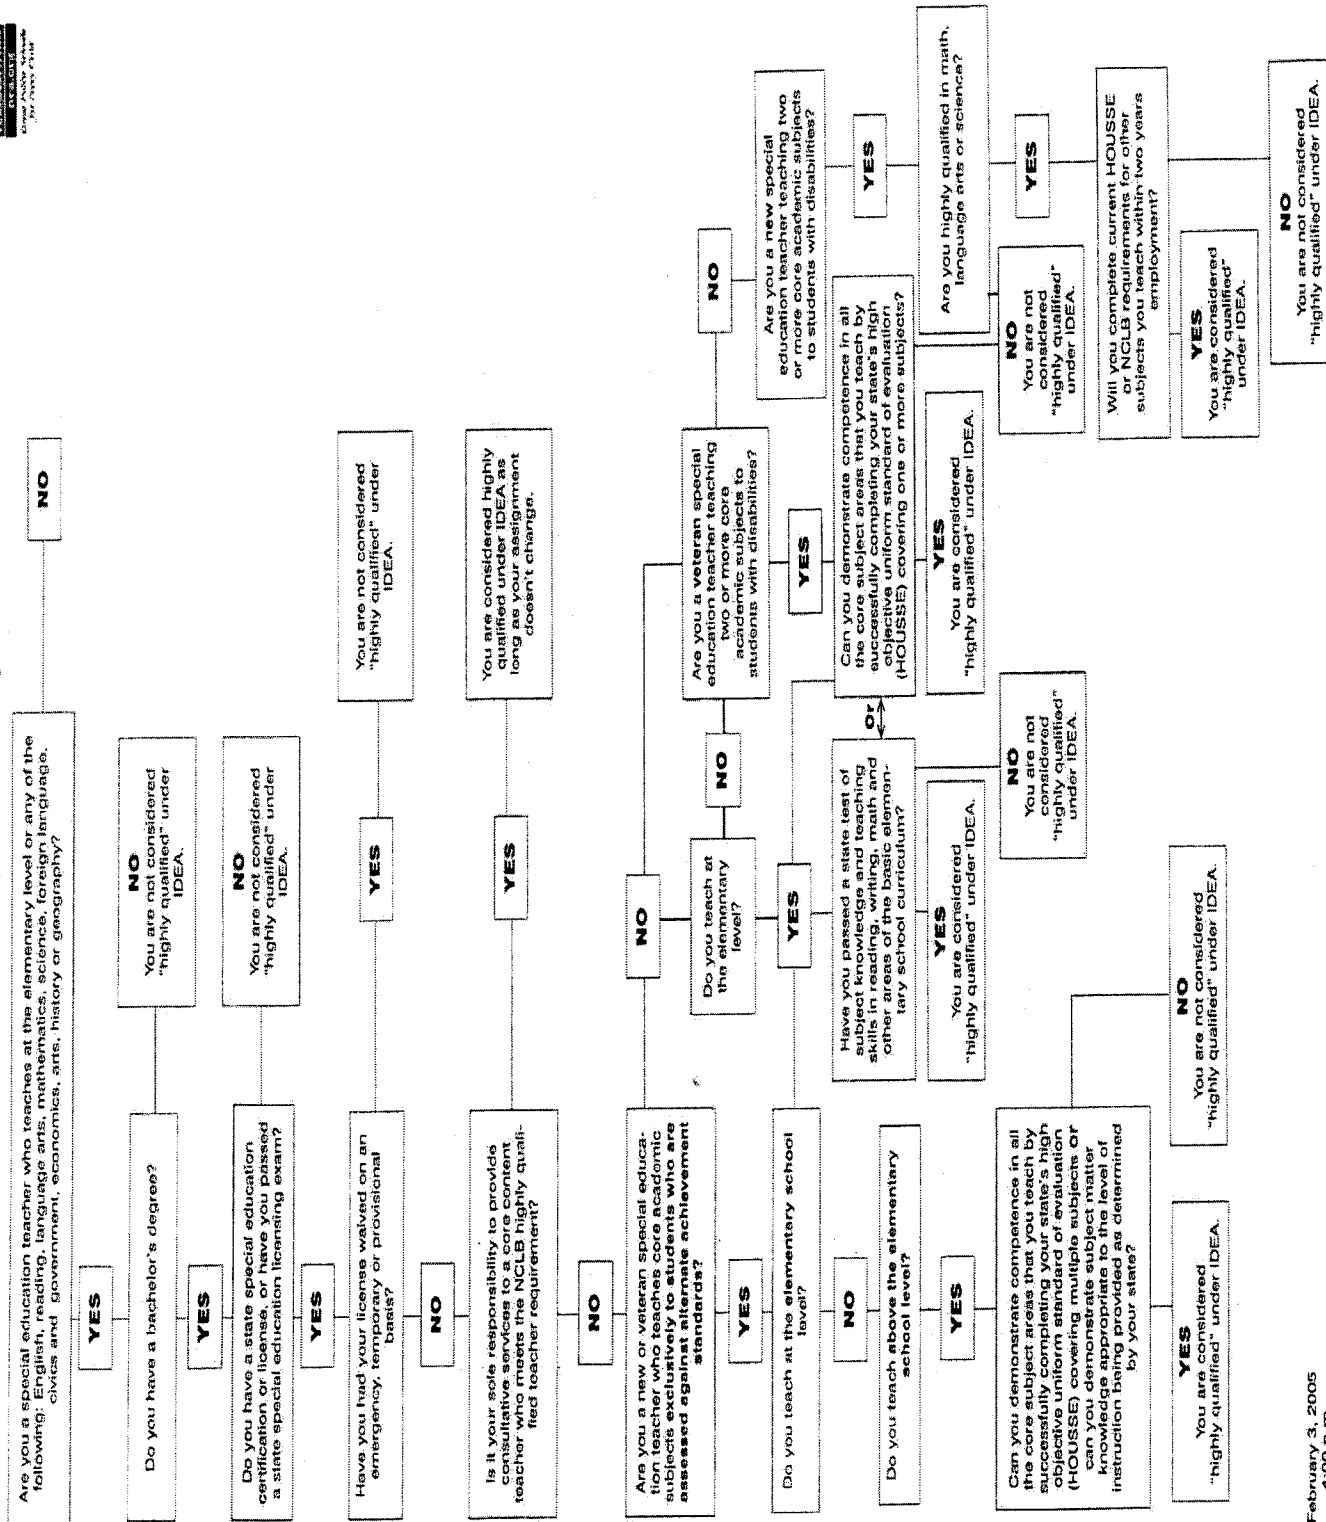 nea.org
Great Public Schools
for Every Child
Are you a special education teacher who teaches at the elementary level or any of the
following: English, reading, language arts, mathematics, science, foreign language,
civics and government, economics, arts, history or geography?
NO
YES
Do you have a bachelor's degree?
NO
You are not considered
"highly qualified" under
IDEA.
YES
Do you have a state special education
certification or license, or have you passed
a state special education licensing exam?
NO
You are not considered
"highly qualified" under
IDEA.
YES
Have you had your license waived on an
emergency, temporary or provisional
basis?
YES
You are not considered
"highly qualified" under
IDEA.
NO
Is it your sole responsibility to provide
consultative services to a core content
teacher who meets the NCLB highly quali-
fied teacher requirement?
YES
You are considered highly
qualified under IDEA as
long as your assignment
doesn't change.
NO
Are you a new or veteran special educa-
tion teacher who teaches core academic
subjects exclusively to students who are
assessed against alternate achievement
standards?
NO
Do you teach at
the elementary
level?
NO
Are you a veteran special
education teacher teaching
two or more core
academic subjects to
students with disabilities?
NO
Are you a new special
education teacher teaching two
or more core academic subjects
to students with disabilities?
YES
Do you teach at the elementary school
level?
YES
YES
YES
NO
Do you teach above the elementary
school level?
Have you passed a state test of
subject knowledge and teaching
skills in reading, writing, math and
other areas of the basic elemen-
tary school curriculum?
Or
Can you demonstrate competence in all
the core subject areas that you teach by
successfully completing your state's high
objective uniform standard of evaluation
(HOUSSE) covering one or more subjects?
Are you highly qualified in math,
language arts or science?
YES
YES
You are considered
"highly qualified" under IDEA.
YES
You are considered
"highly qualified" under IDEA.
NO
You are not
considered
"highly qualified"
under IDEA.
NO
You are not
considered
"highly qualified"
under IDEA.
YES
Can you demonstrate competence in all
the core subject areas that you teach by
successfully completing your state's high
objective uniform standard of evaluation
(HOUSSE) covering multiple subjects or
can you demonstrate subject matter
knowledge appropriate to the level of
instruction being provided as determined
by your state?
Will you complete current HOUSSE
or NCLB requirements for other
subjects you teach within two years
employment?
YES
You are considered
"highly qualified" under IDEA.
NO
You are not considered
"highly qualified" under IDEA.
YES
You are considered
"highly qualified"
under IDEA.
NO
You are not considered
"highly qualified" under IDEA.
February 3, 2005
4:00 p.m.